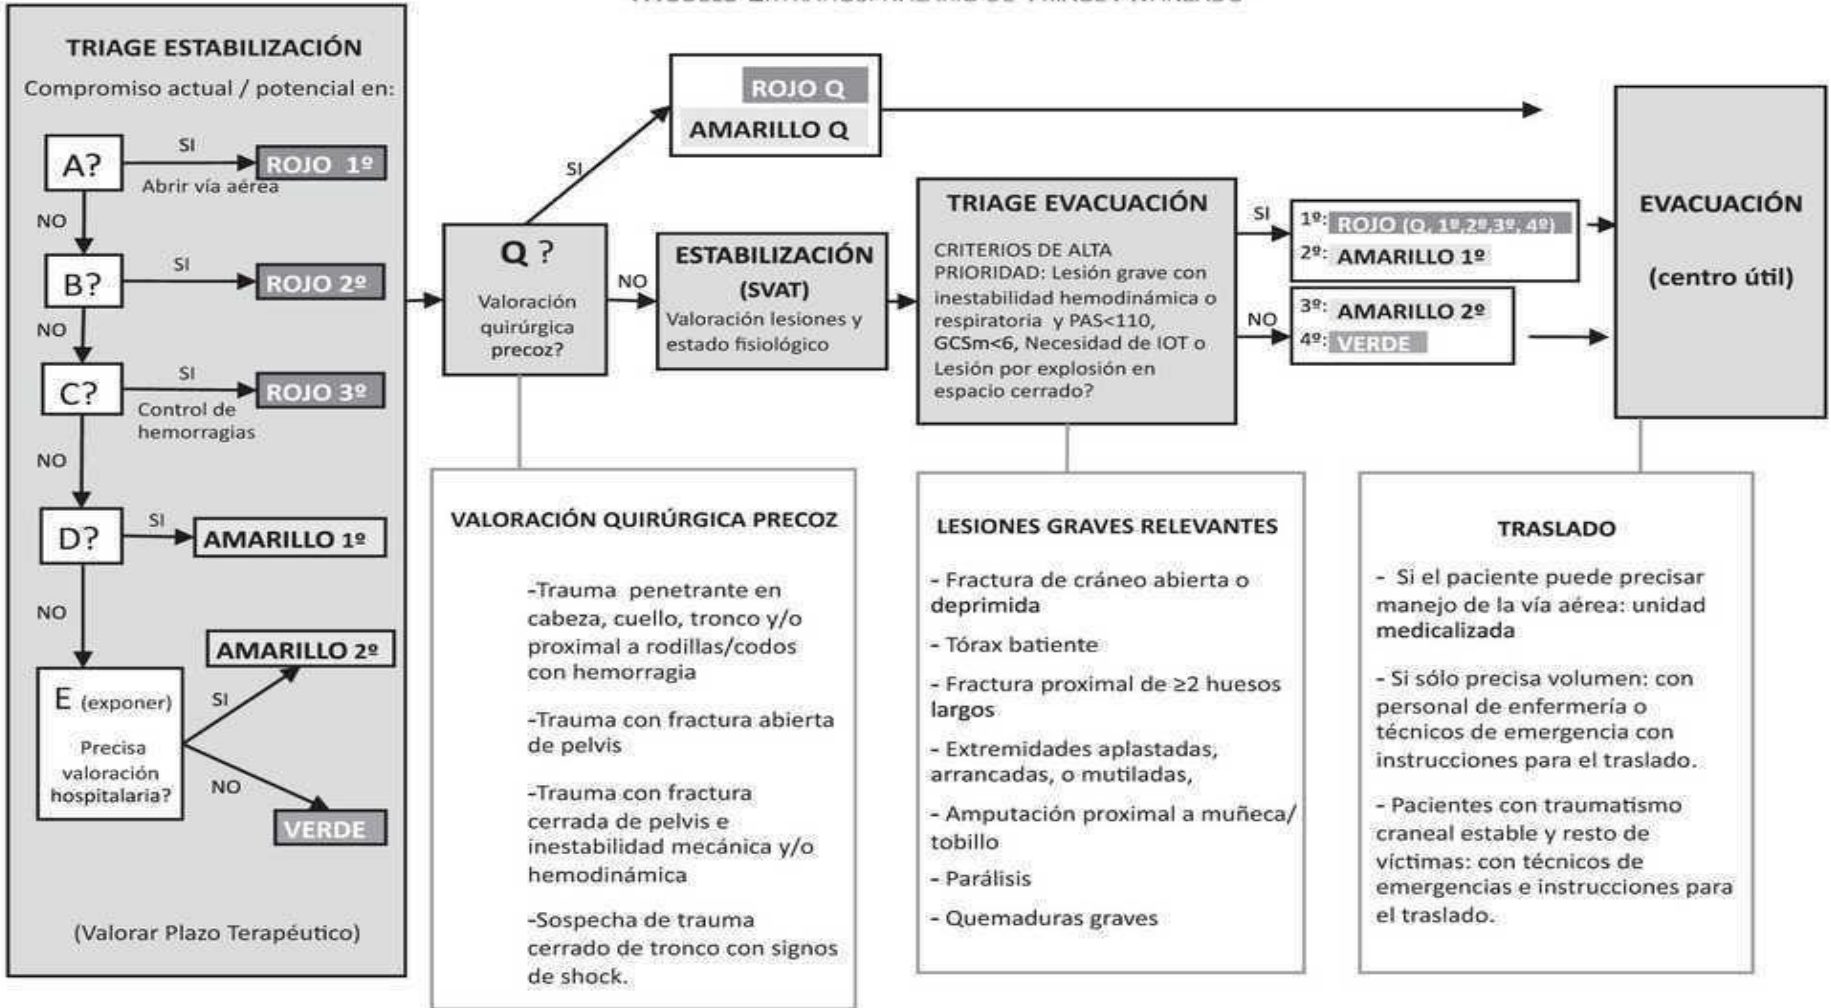 TRIAGE ESTABILIZACIÓN
Compromiso actual / potencial en:
A?
SI
ROJO 1º
Abrir vía aérea
NO
B?
SI
ROJO 2º
NO
C?
SI
ROJO 3º
Control de
hemorragias
NO
D?
SI
AMARILLO 1º
NO
E (exponer)
Precisa
valoración
hospitalaria?
SI
AMARILLO 2º
NO
VERDE
(Valorar Plazo Terapéutico)
Q ?
Valoración
quirúrgica
precoz?
SI
ROJO Q
AMARILLO Q
NO
ESTABILIZACIÓN
(SVAT)
Valoración lesiones y
estado fisiológico
TRIAGE EVACUACIÓN
CRITERIOS DE ALTA
PRIORIDAD: Lesión grave con
inestabilidad hemodinámica o
respiratoria y PAS<110,
GCSm<6, Necesidad de IOT o
Lesión por explosión en
espacio cerrado?
SI
1º: ROJO (Q, 1º,2º,3º, 4º)
2º: AMARILLO 1º
NO
3º: AMARILLO 2º
4º: VERDE
EVACUACIÓN
(centro útil)
VALORACIÓN QUIRÚRGICA PRECOZ
-Trauma penetrante en
cabeza, cuello, tronco y/o
proximal a rodillas/codos
con hemorragia
-Trauma con fractura abierta
de pelvis
-Trauma con fractura
cerrada de pelvis e
inestabilidad mecánica y/o
hemodinámica
-Sospecha de trauma
cerrado de tronco con signos
de shock.
LESIONES GRAVES RELEVANTES
- Fractura de cráneo abierta o
deprimida
- Tórax batiente
- Fractura proximal de ≥2 huesos
largos
- Extremidades aplastadas,
arrancadas, o mutiladas,
- Amputación proximal a muñeca/
tobillo
- Parálisis
- Quemaduras graves
TRASLADO
- Si el paciente puede precisar
manejo de la vía aérea: unidad
medicalizada
- Si sólo precisa volumen: con
personal de enfermería o
técnicos de emergencia con
instrucciones para el traslado.
- Pacientes con traumatismo
craneal estable y resto de
víctimas: con técnicos de
emergencias e instrucciones para
el traslado.